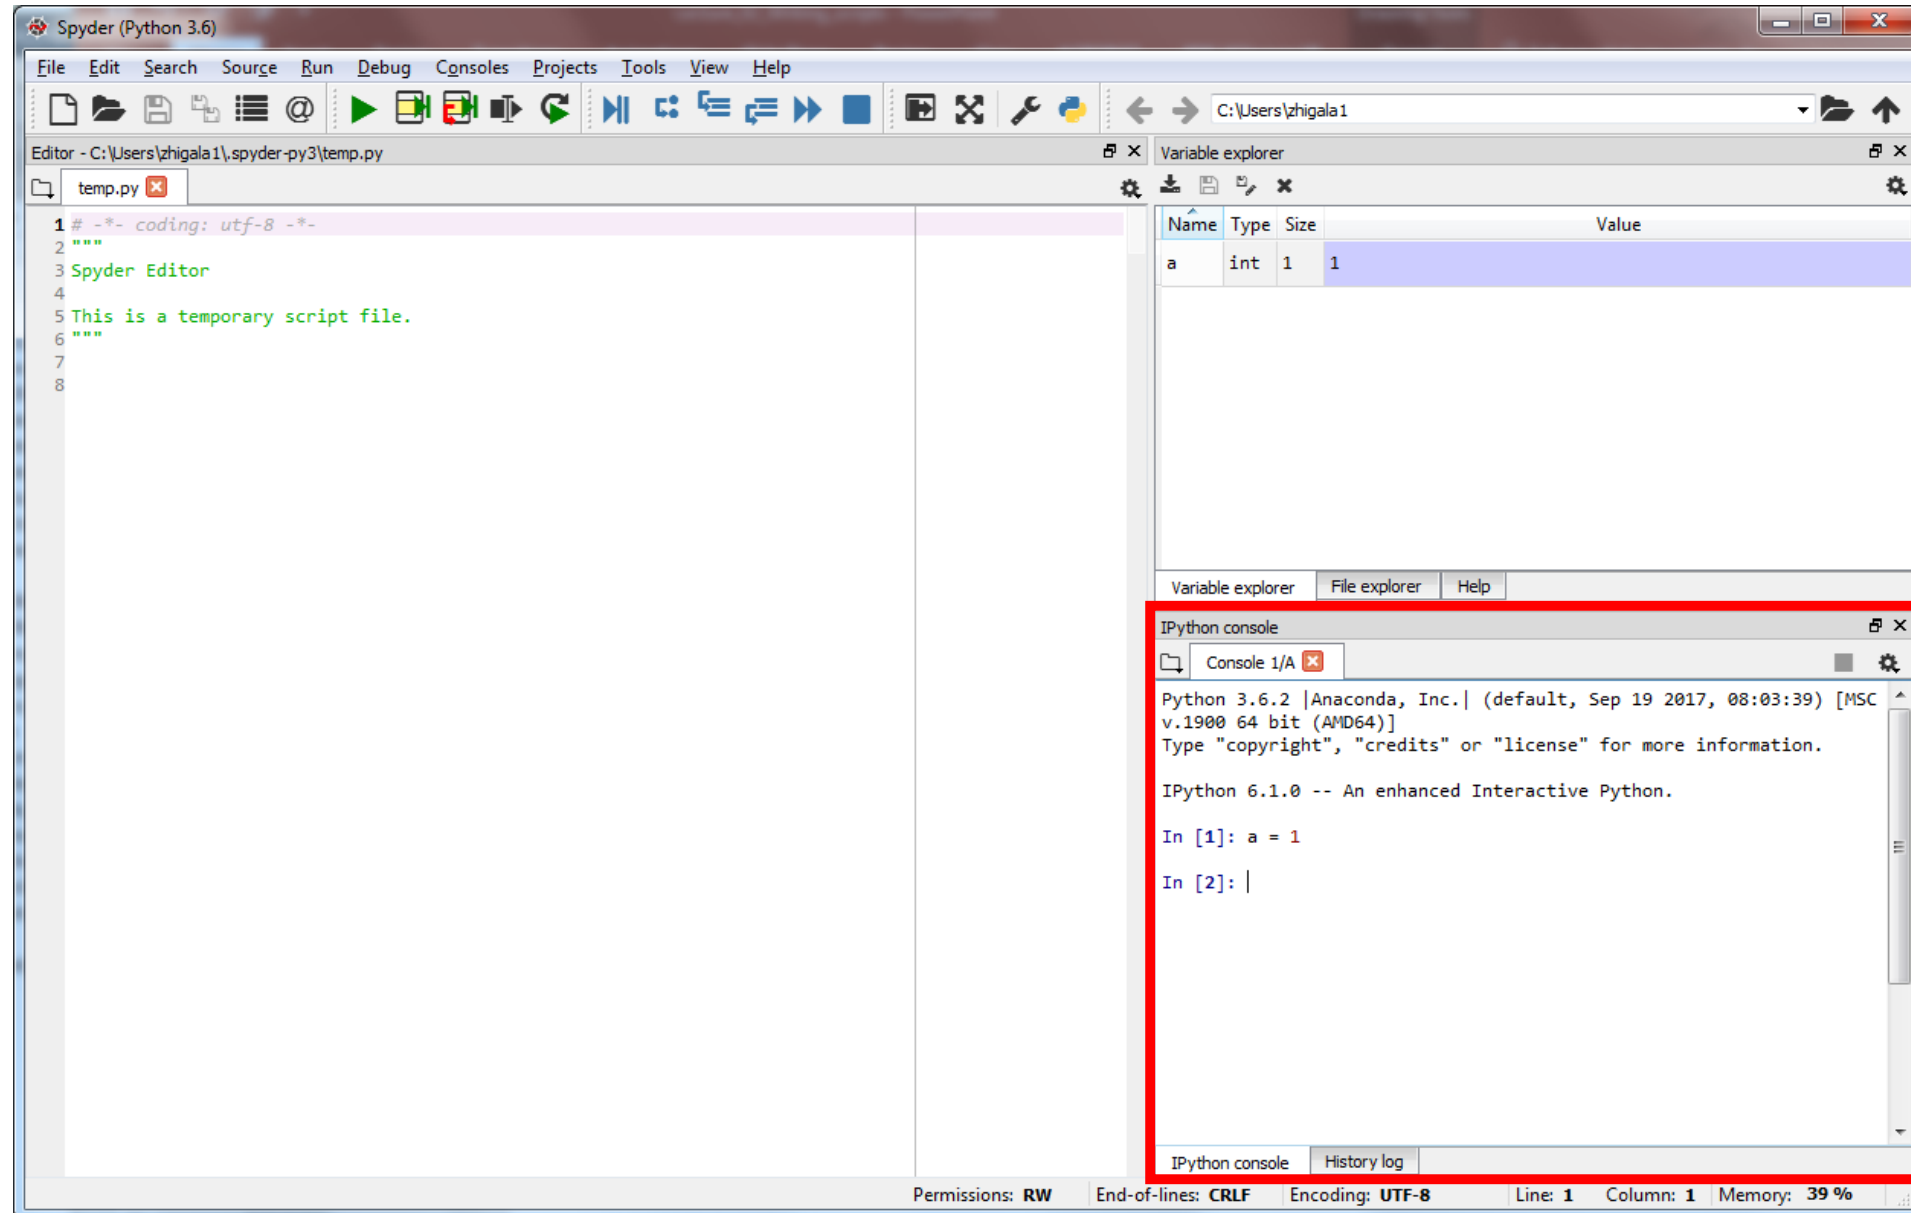 Spyder (Python 3.6)
File Edit Search Source Run Debug Consoles Projects Tools View Help
C:\Users\zhigala1
Editor - C:\Users\zhigala1\.spyder-py3\temp.py
temp.py
1 # -*- coding: utf-8 -*-
2 """
3 Spyder Editor
4
5 This is a temporary script file.
6 """
7
8
Variable explorer
Name Type Size Value
a int 1 1
Variable explorer File explorer Help
IPython console
Console 1/A
Python 3.6.2 |Anaconda, Inc.| (default, Sep 19 2017, 08:03:39) [MSC
v.1900 64 bit (AMD64)]
Type "copyright", "credits" or "license" for more information.
IPython 6.1.0 -- An enhanced Interactive Python.
In [1]: a = 1
In [2]:
IPython console History log
Permissions: RW End-of-lines: CRLF Encoding: UTF-8 Line: 1 Column: 1 Memory: 39 %